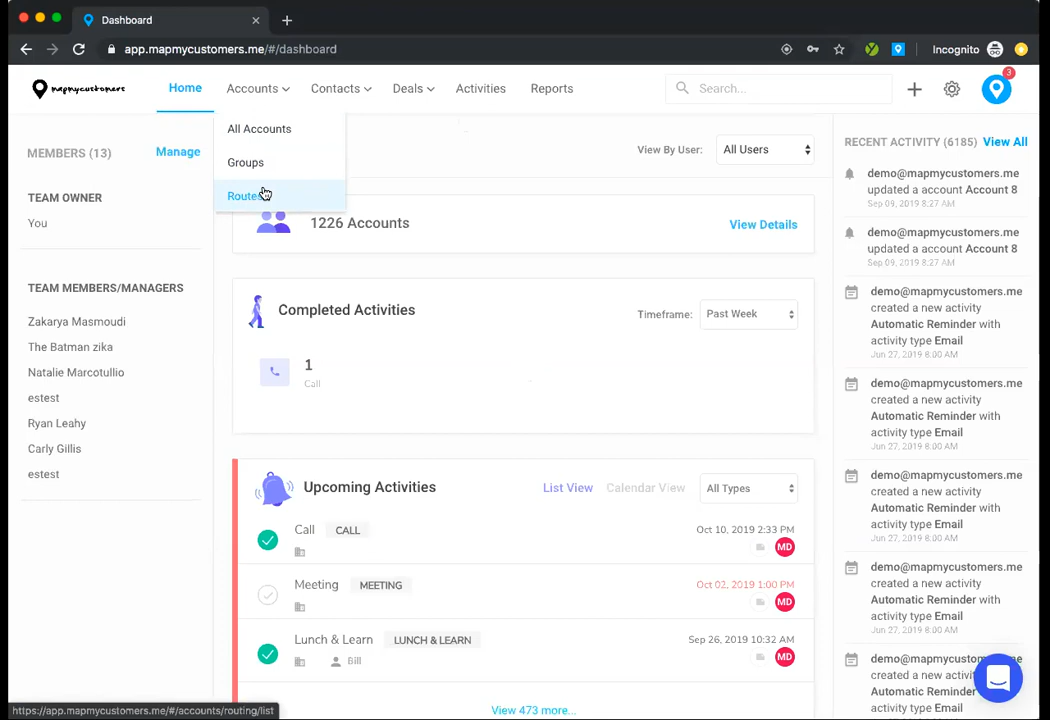 Dashboard
app.mapmycustomers.me/#/dashboard
Incognito
mapmycustomers
Home
Accounts
Contacts
Deals
Activities
Reports
Search...
3
All Accounts
Groups
Routes
MEMBERS (13)
Manage
TEAM OWNER
You
TEAM MEMBERS/MANAGERS
Zakarya Masmoudi
The Batman zika
Natalie Marcotullio
estest
Ryan Leahy
Carly Gillis
estest
View By User:
All Users
1226 Accounts
View Details
Completed Activities
Timeframe:
Past Week
1
Call
Upcoming Activities
List View
Calendar View
All Types
Call
CALL
Oct 10, 2019 2:33 PM
MD
Meeting
MEETING
Oct 02, 2019 1:00 PM
MD
Lunch & Learn
LUNCH & LEARN
Sep 26, 2019 10:32 AM
Bill
MD
View 473 more...
RECENT ACTIVITY (6185)
View All
demo@mapmycustomers.me
updated a account Account 8
Sep 09, 2019 8:27 AM
demo@mapmycustomers.me
updated a account Account 8
Sep 09, 2019 8:27 AM
demo@mapmycustomers.me
created a new activity
Automatic Reminder with
activity type Email
Jun 27, 2019 8:00 AM
demo@mapmycustomers.me
created a new activity
Automatic Reminder with
activity type Email
Jun 27, 2019 8:00 AM
demo@mapmycustomers.me
created a new activity
Automatic Reminder with
activity type Email
Jun 27, 2019 8:00 AM
demo@mapmycustomers.me
created a new activity
Automatic Reminder with
activity type Email
Jun 27, 2019 8:00 AM
demo@mapmycustomers.me
created a new activity
Automatic Reminder
activity type Email
https://app.mapmycustomers.me/#/accounts/routing/list